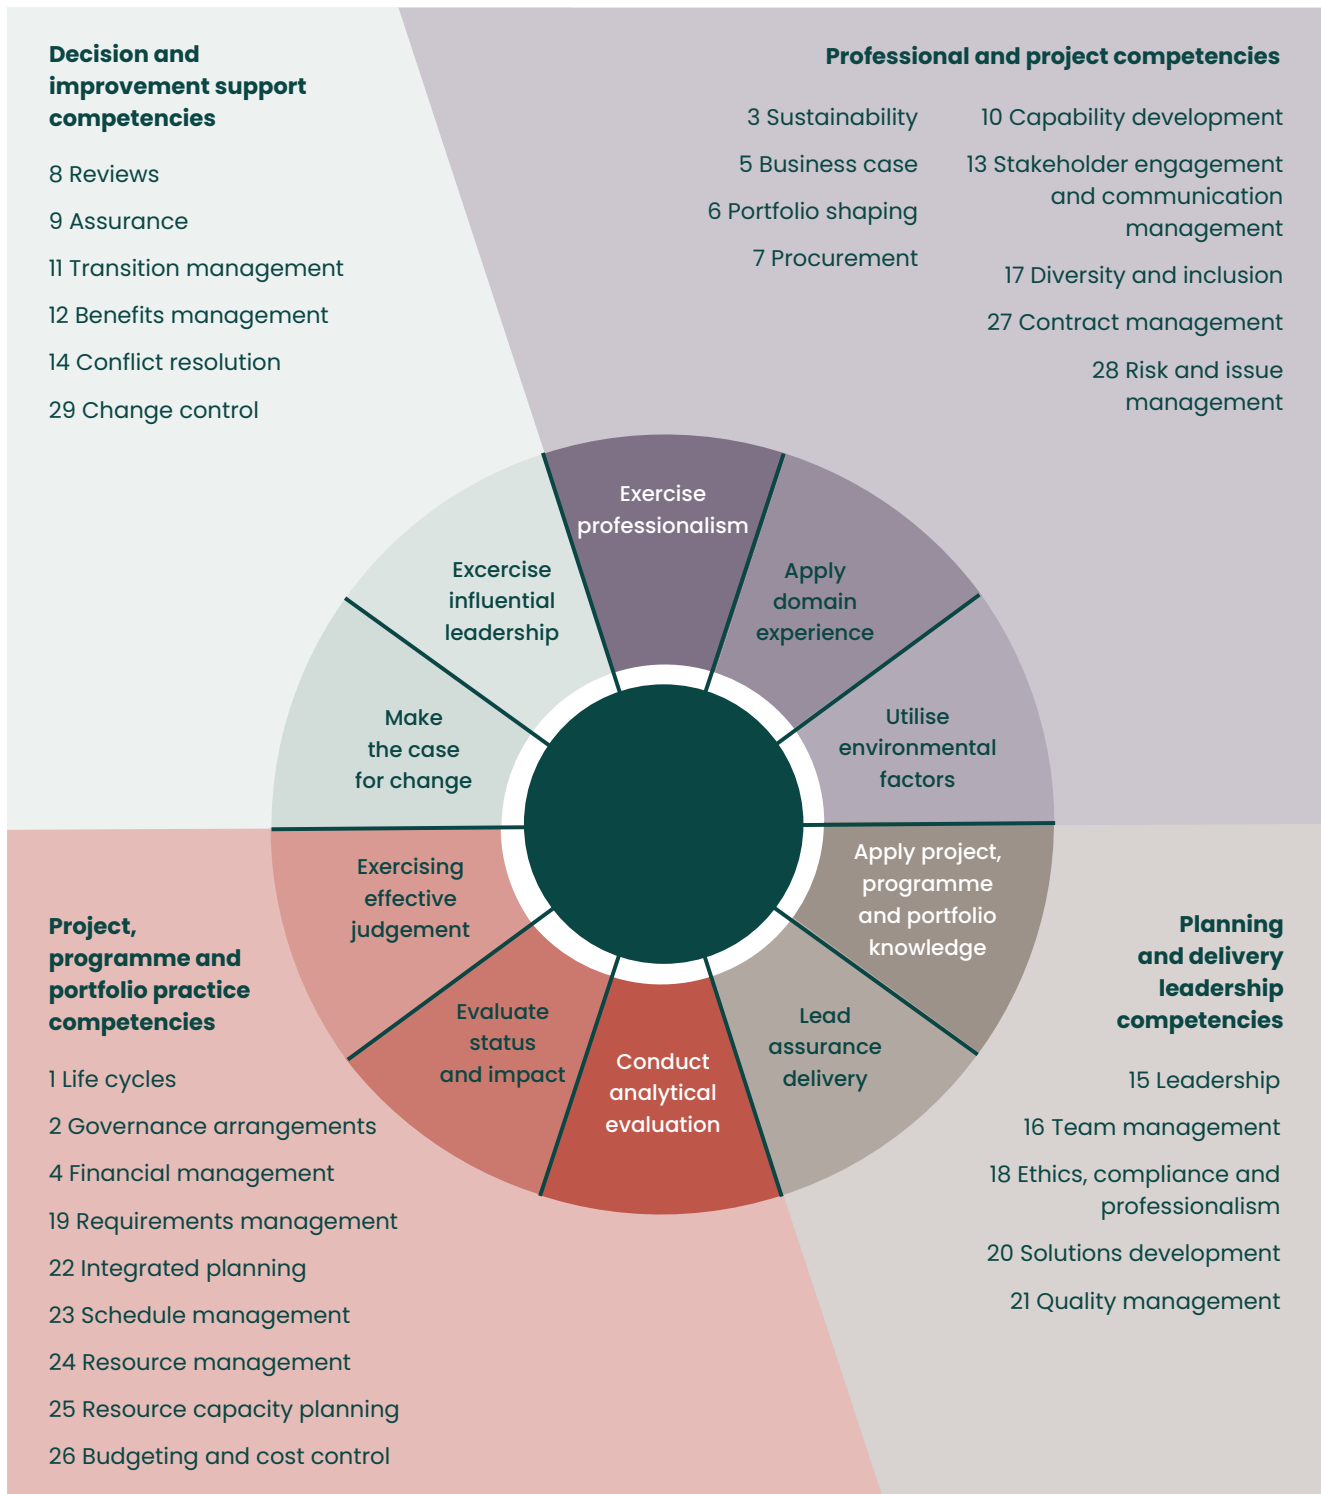 Decision and
improvement support
competencies
8 Reviews
9 Assurance
11 Transition management
12 Benefits management
14 Conflict resolution
29 Change control
Professional and project competencies
3 Sustainability
5 Business case
6 Portfolio shaping
7 Procurement
10 Capability development
13 Stakeholder engagement
and communication
management
17 Diversity and inclusion
27 Contract management
28 Risk and issue
management
Exercise
professionalism
Apply
domain
experience
Utilise
environmental
factors
Apply project,
programme
and portfolio
knowledge
Lead
assurance
delivery
Conduct
analytical
evaluation
Evaluate
status
and impact
Exercising
effective
judgement
Make
the case
for change
Excercise
influential
leadership
Project,
programme and
portfolio practice
competencies
1 Life cycles
2 Governance arrangements
4 Financial management
19 Requirements management
22 Integrated planning
23 Schedule management
24 Resource management
25 Resource capacity planning
26 Budgeting and cost control
Planning
and delivery
leadership
competencies
15 Leadership
16 Team management
18 Ethics, compliance and
professionalism
20 Solutions development
21 Quality management